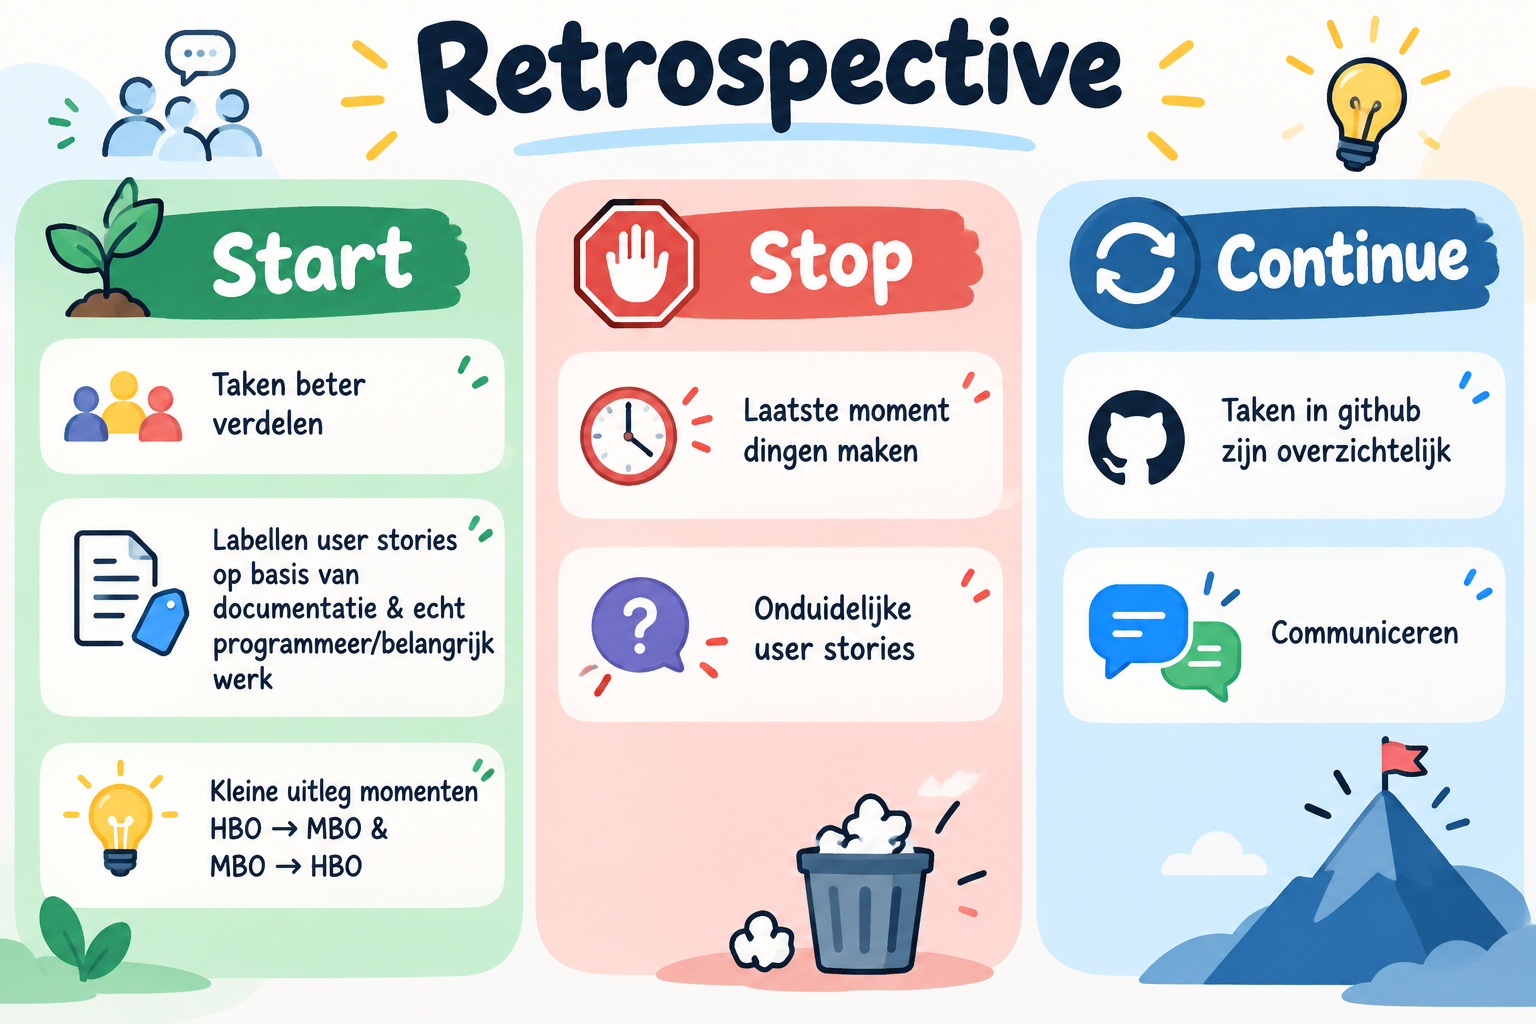 Retrospective
Start
Taken beter
verdelen
Labellen user stories
op basis van
documentatie & echt
programmeer/belangrijk
werk
Kleine uitleg momenten
HBO → MBO &
MBO → HBO
Stop
Laatste moment
dingen maken
?
Onduidelijke
user stories
Continue
Taken in github
zijn overzichtelijk
Communiceren